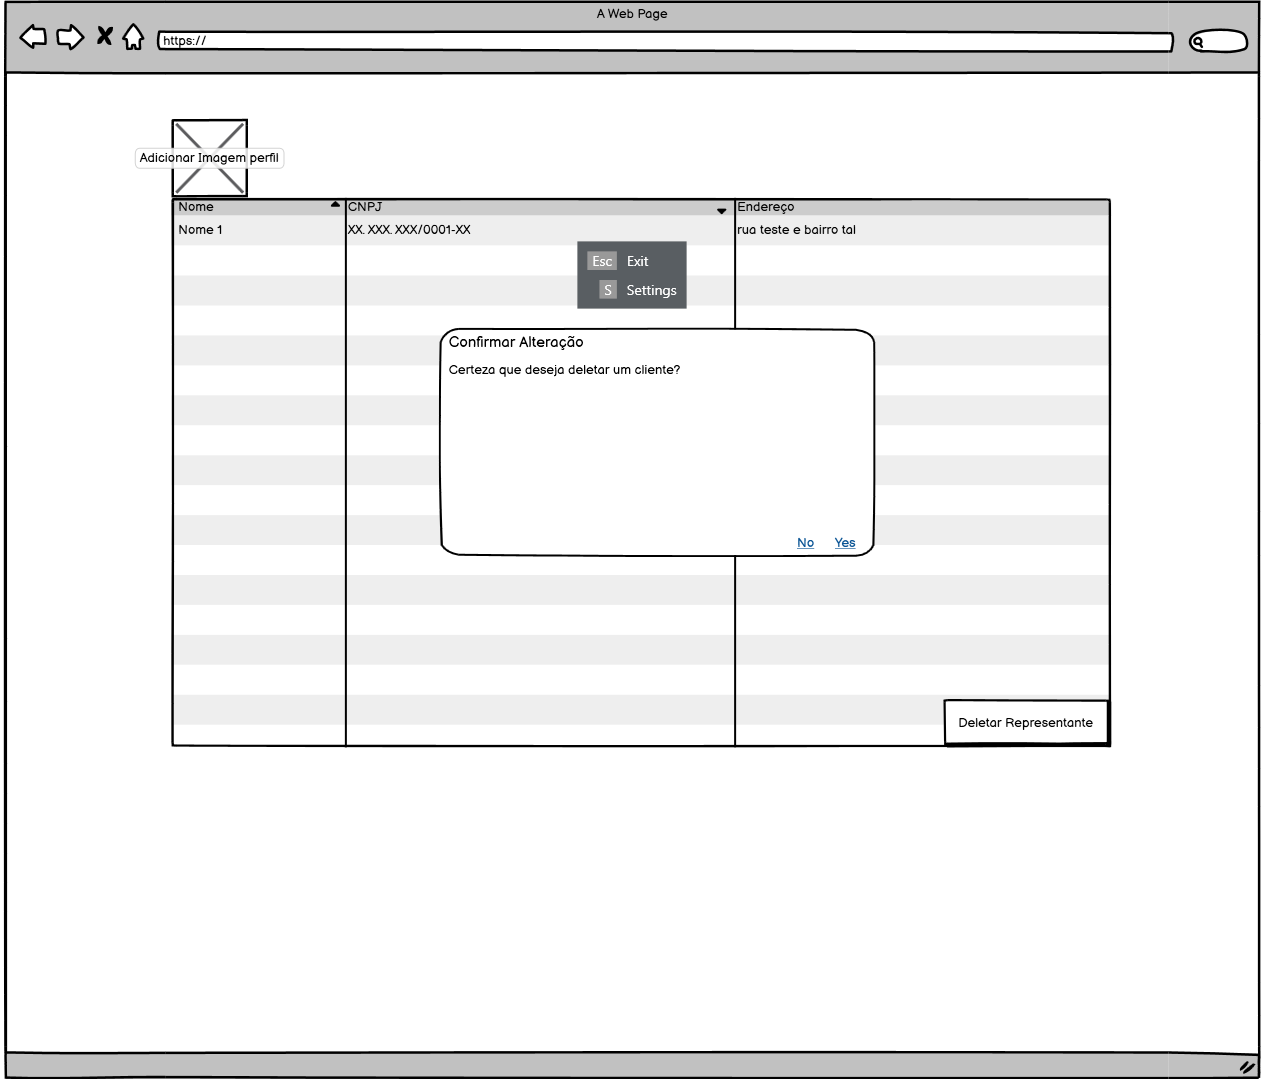 A Web Page
https://
Adicionar Imagem perfil
Nome CNPJ Endereço
Nome 1 XX. XXX. XXX/0001-XX rua teste e bairro tal
Esc Exit
S Settings
Confirmar Alteração
Certeza que deseja deletar um cliente?
No Yes
Deletar Representante